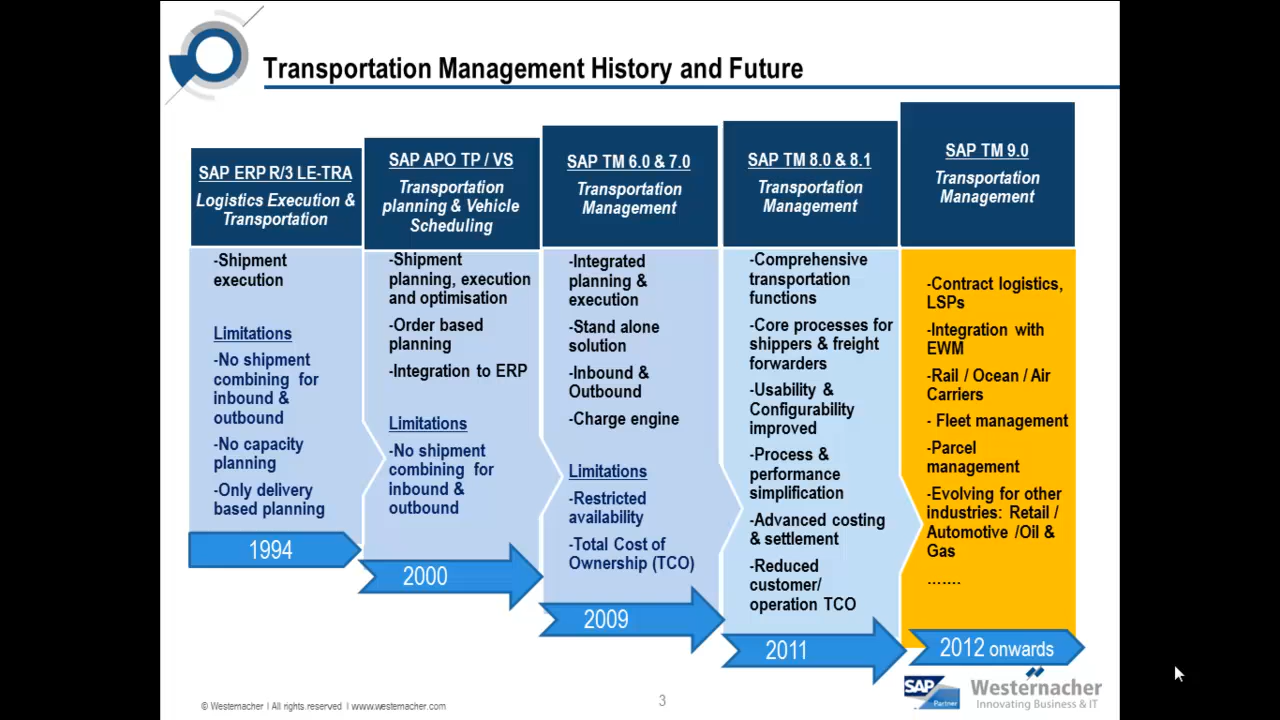 Transportation Management History and Future
SAP ERP R/3 LE-TRA
Logistics Execution &
Transportation
-Shipment
execution
Limitations
-No shipment
combining for
inbound &
outbound
-No capacity
planning
-Only delivery
based planning
1994
SAP APO TP / VS
Transportation
planning & Vehicle
Scheduling
-Shipment
planning, execution
and optimisation
-Order based
planning
-Integration to ERP
Limitations
-No shipment
combining for
inbound &
outbound
2000
SAP TM 6.0 & 7.0
Transportation
Management
-Integrated
planning &
execution
-Stand alone
solution
-Inbound &
Outbound
-Charge engine
Limitations
-Restricted
availability
-Total Cost of
Ownership (TCO)
2009
SAP TM 8.0 & 8.1
Transportation
Management
-Comprehensive
transportation
functions
-Core processes for
shippers & freight
forwarders
-Usability &
Configurability
improved
-Process &
performance
simplification
-Advanced costing
& settlement
-Reduced
customer/
operation TCO
2011
SAP TM 9.0
Transportation
Management
-Contract logistics,
LSPs
-Integration with
EWM
-Rail / Ocean / Air
Carriers
- Fleet management
-Parcel
management
-Evolving for other
industries: Retail /
Automotive /Oil &
Gas
.......
2012 onwards
© Westernacher I All rights reserved I www.westernacher.com
3
SAP
Partner
Westernacher
Innovating Business & IT